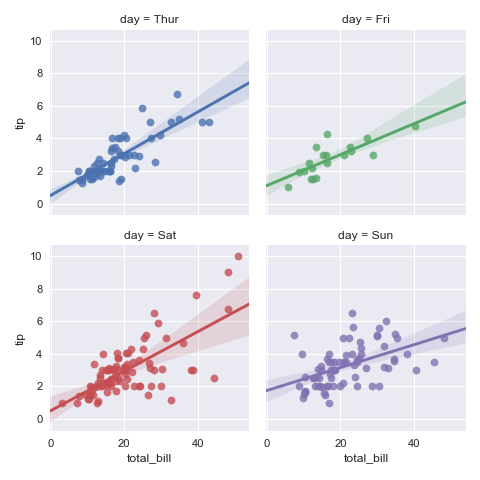 day = Thur
day = Fri
10
8
6
4
2
0
tip
day = Sat
day = Sun
10
8
6
4
2
0
tip
0 20 40
0 20 40
total_bill
total_bill